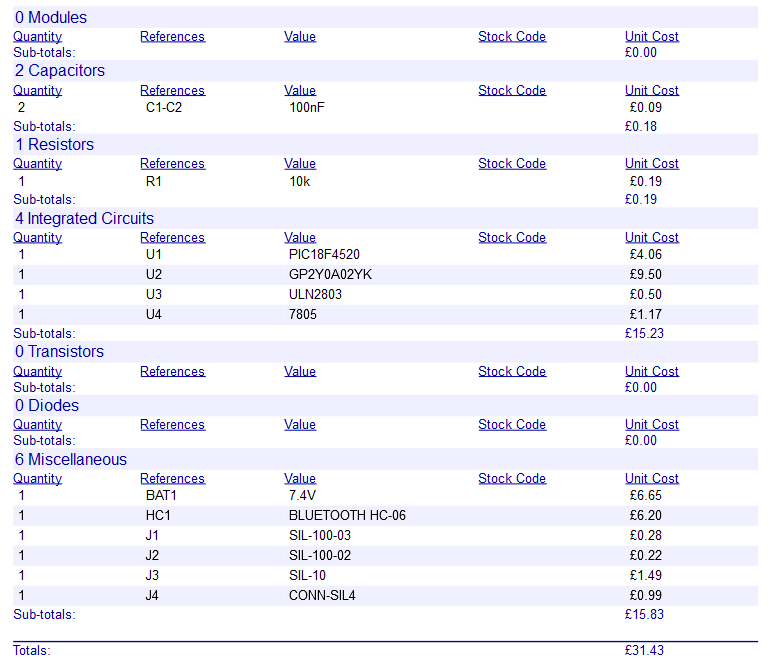 0 Modules
Quantity References Value Stock Code Unit Cost
Sub-totals: £0.00
2 Capacitors
Quantity References Value Stock Code Unit Cost
2 C1-C2 100nF £0.09
Sub-totals: £0.18
1 Resistors
Quantity References Value Stock Code Unit Cost
1 R1 10k £0.19
Sub-totals: £0.19
4 Integrated Circuits
Quantity References Value Stock Code Unit Cost
1 U1 PIC18F4520 £4.06
1 U2 GP2Y0A02YK £9.50
1 U3 ULN2803 £0.50
1 U4 7805 £1.17
Sub-totals: £15.23
0 Transistors
Quantity References Value Stock Code Unit Cost
Sub-totals: £0.00
0 Diodes
Quantity References Value Stock Code Unit Cost
Sub-totals: £0.00
6 Miscellaneous
Quantity References Value Stock Code Unit Cost
1 BAT1 7.4V £6.65
1 HC1 BLUETOOTH HC-06 £6.20
1 J1 SIL-100-03 £0.28
1 J2 SIL-100-02 £0.22
1 J3 SIL-10 £1.49
1 J4 CONN-SIL4 £0.99
Sub-totals: £15.83
Totals: £31.43